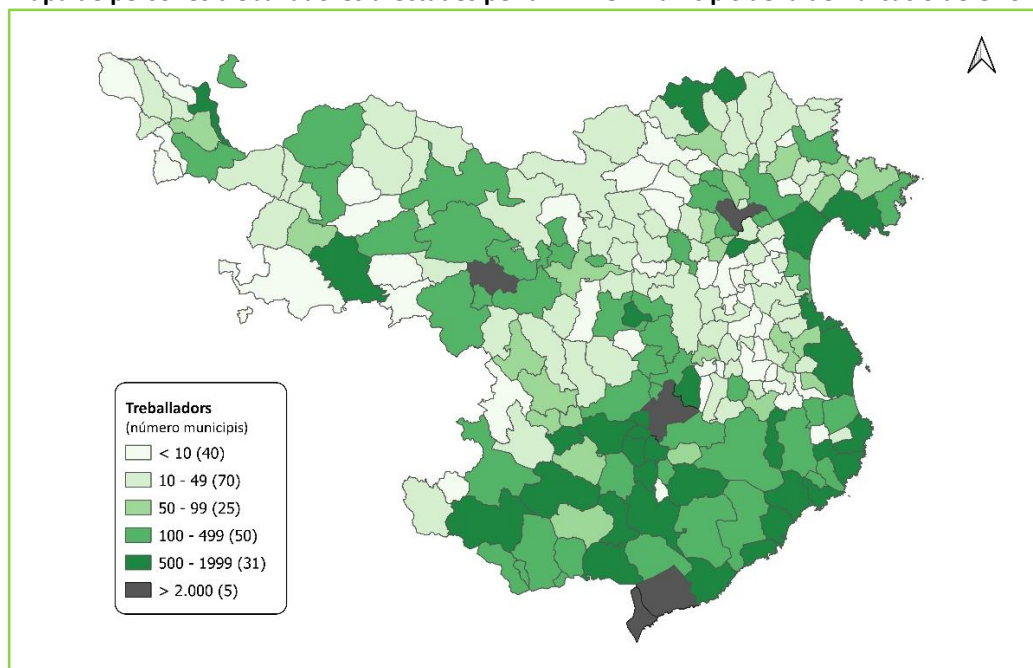 Treballadors
(número municipis)
< 10 (40)
10 - 49 (70)
50 - 99 (25)
100 - 499 (50)
500 - 1999 (31)
> 2.000 (5)